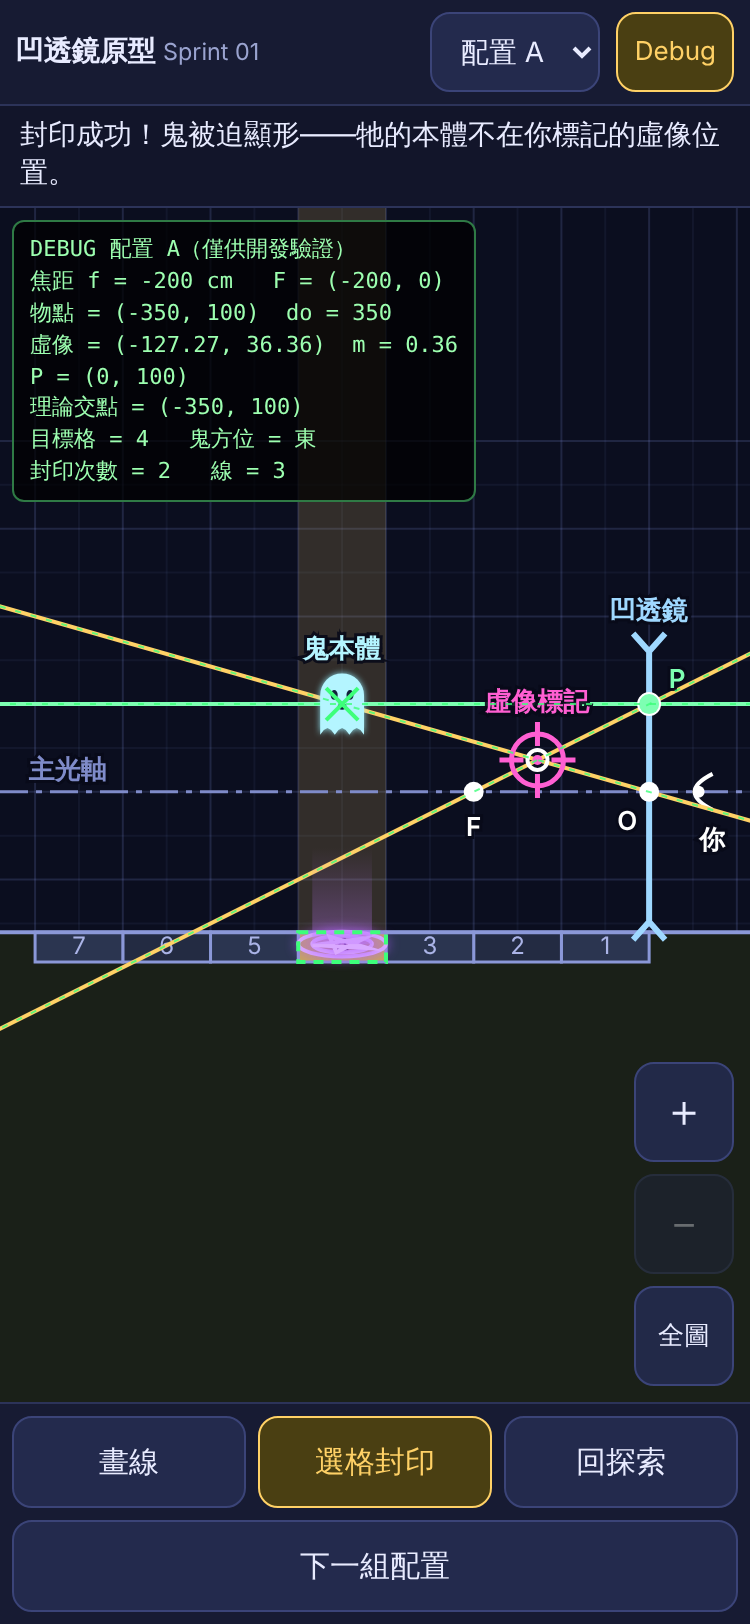 凹透鏡原型 Sprint 01
配置 A
Debug
封印成功！鬼被迫顯形——牠的本體不在你標記的虛像位
置。
DEBUG 配置 A（僅供開發驗證）
焦距 f = -200 cm   F = (-200, 0)
物點 = (-350, 100)  do = 350
虛像 = (-127.27, 36.36)  m = 0.36
P = (0, 100)
理論交點 = (-350, 100)
目標格 = 4   鬼方位 = 東
封印次數 = 2   線 = 3
凹透鏡
鬼本體
P
虛像標記
主光軸
F
O
你
7 6 5 3 2 1
+
−
全圖
畫線
選格封印
回探索
下一組配置